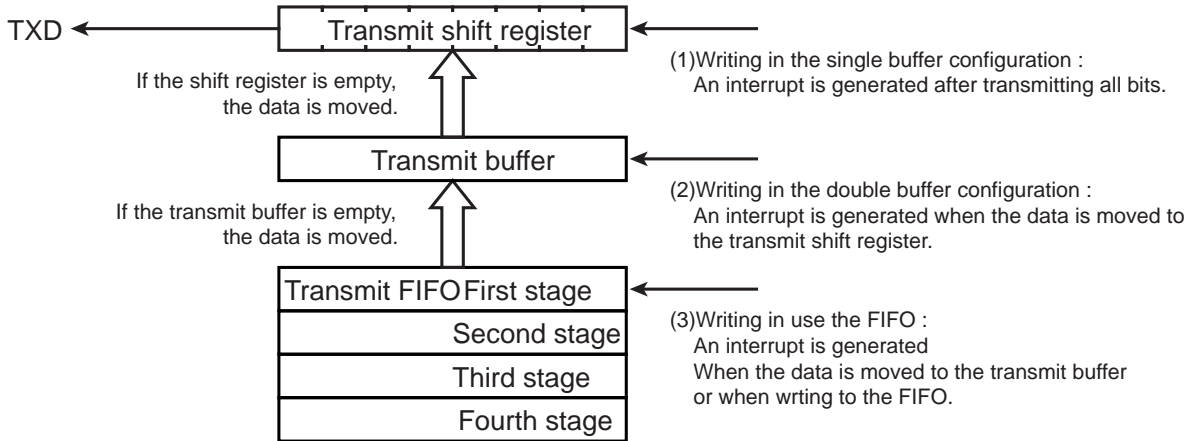 TXD
Transmit shift register
(1)Writing in the single buffer configuration :
An interrupt is generated after transmitting all bits.
If the shift register is empty,
the data is moved.
Transmit buffer
(2)Writing in the double buffer configuration :
An interrupt is generated when the data is moved to
the transmit shift register.
If the transmit buffer is empty,
the data is moved.
Transmit FIFO First stage
Second stage
Third stage
Fourth stage
(3)Writing in use the FIFO :
An interrupt is generated
When the data is moved to the transmit buffer
or when wrting to the FIFO.